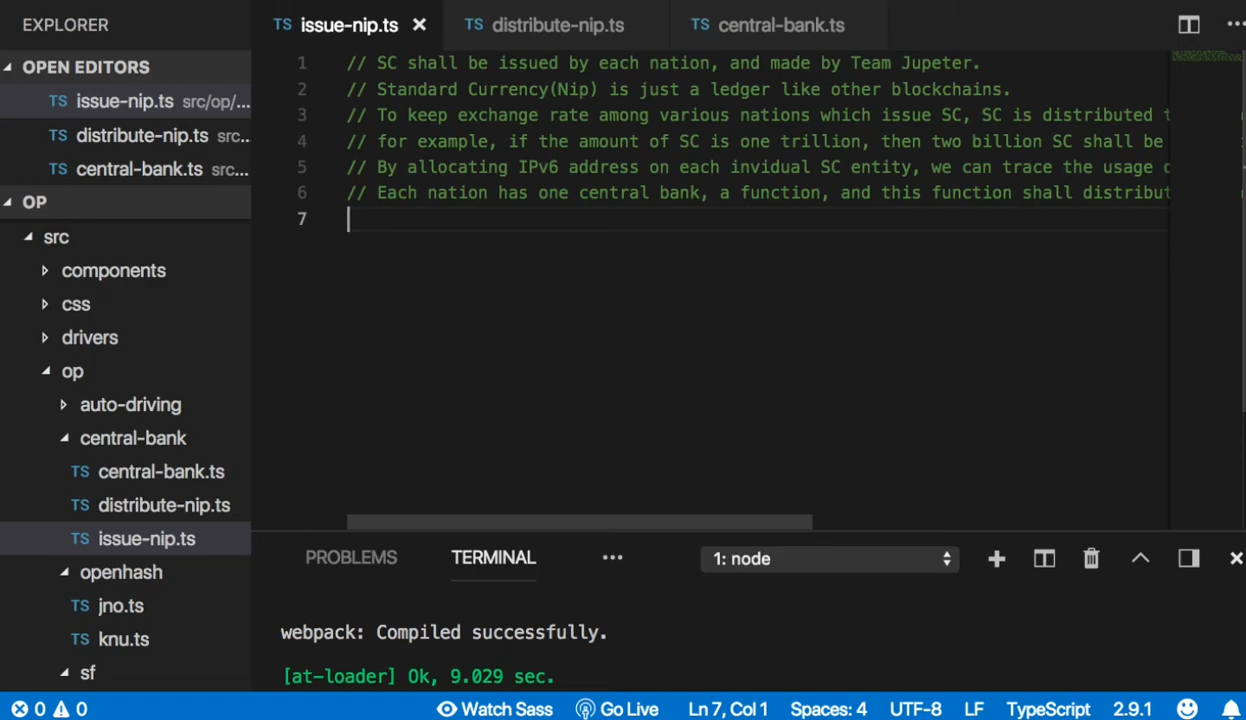 EXPLORER
TS issue-nip.ts ×
TS distribute-nip.ts
TS central-bank.ts
OPEN EDITORS
TS issue-nip.ts src/op/...
TS distribute-nip.ts src...
TS central-bank.ts src...
OP
src
components
css
drivers
op
auto-driving
central-bank
TS central-bank.ts
TS distribute-nip.ts
TS issue-nip.ts
openhash
TS jno.ts
TS knu.ts
sf
1 // SC shall be issued by each nation, and made by Team Jupeter.
2 // Standard Currency(Nip) is just a ledger like other blockchains.
3 // To keep exchange rate among various nations which issue SC, SC is distributed
4 // for example, if the amount of SC is one trillion, then two billion SC shall be
5 // By allocating IPv6 address on each invidual SC entity, we can trace the usage
6 // Each nation has one central bank, a function, and this function shall distribut
7
PROBLEMS TERMINAL ... 1: node
webpack: Compiled successfully.
[at-loader] Ok, 9.029 sec.
0 0 Watch Sass Go Live Ln 7, Col 1 Spaces: 4 UTF-8 LF TypeScript 2.9.1